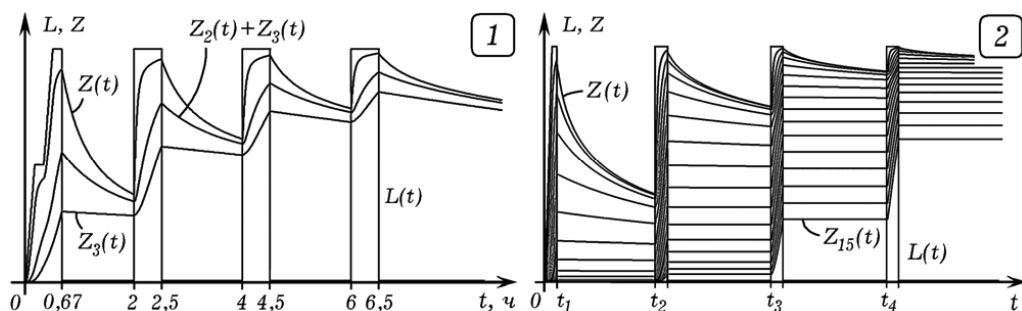 L, Z
Z₂(t)+Z₃(t)
1
Z(t)
L(t)
Z₃(t)
0
0,67
2
2,5
4
4,5
6
6,5
t, ч
L, Z
2
Z(t)
Z₁₅(t)
L(t)
0
t₁
t₂
t₃
t₄
t